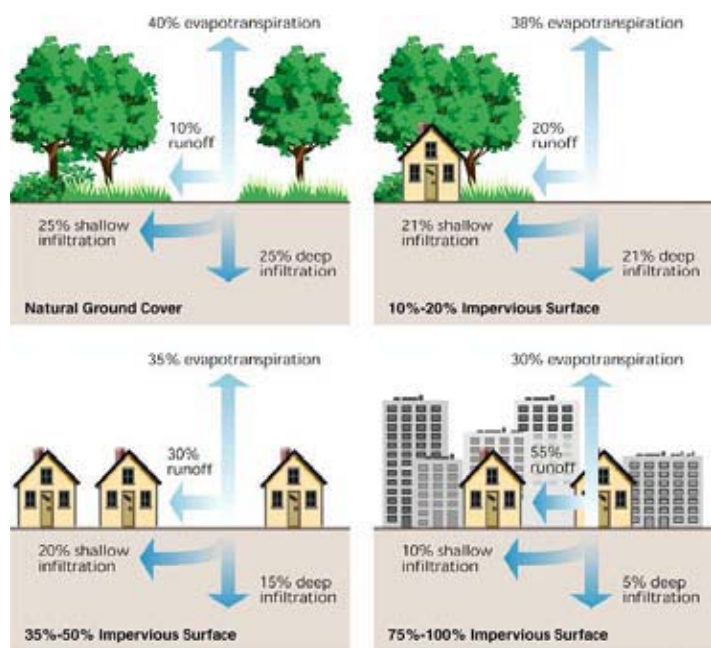 40% evapotranspiration
10%
runoff
25% shallow
infiltration
25% deep
infiltration
Natural Ground Cover
38% evapotranspiration
20%
runoff
21% shallow
infiltration
21% deep
infiltration
10%-20% Impervious Surface
35% evapotranspiration
30%
runoff
20% shallow
infiltration
15% deep
infiltration
35%-50% Impervious Surface
30% evapotranspiration
55%
runoff
10% shallow
infiltration
5% deep
infiltration
75%-100% Impervious Surface